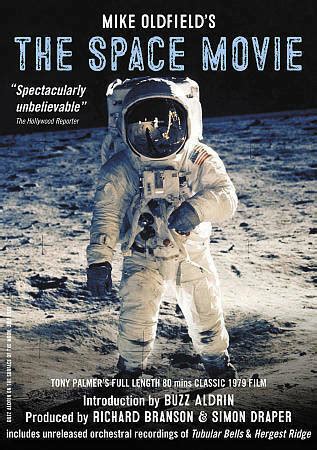 MIKE OLDFIELD'S
THE SPACE MOVIE
"Spectacularly
unbelievable"
The Hollywood Reporter
TONY PALMER'S FULL LENGTH 80 mins CLASSIC 1979 FILM
Introduction by BUZZ ALDRIN
Produced by RICHARD BRANSON & SIMON DRAPER
includes unreleased orchestral recordings of Tubular Bells & Hergest Ridge